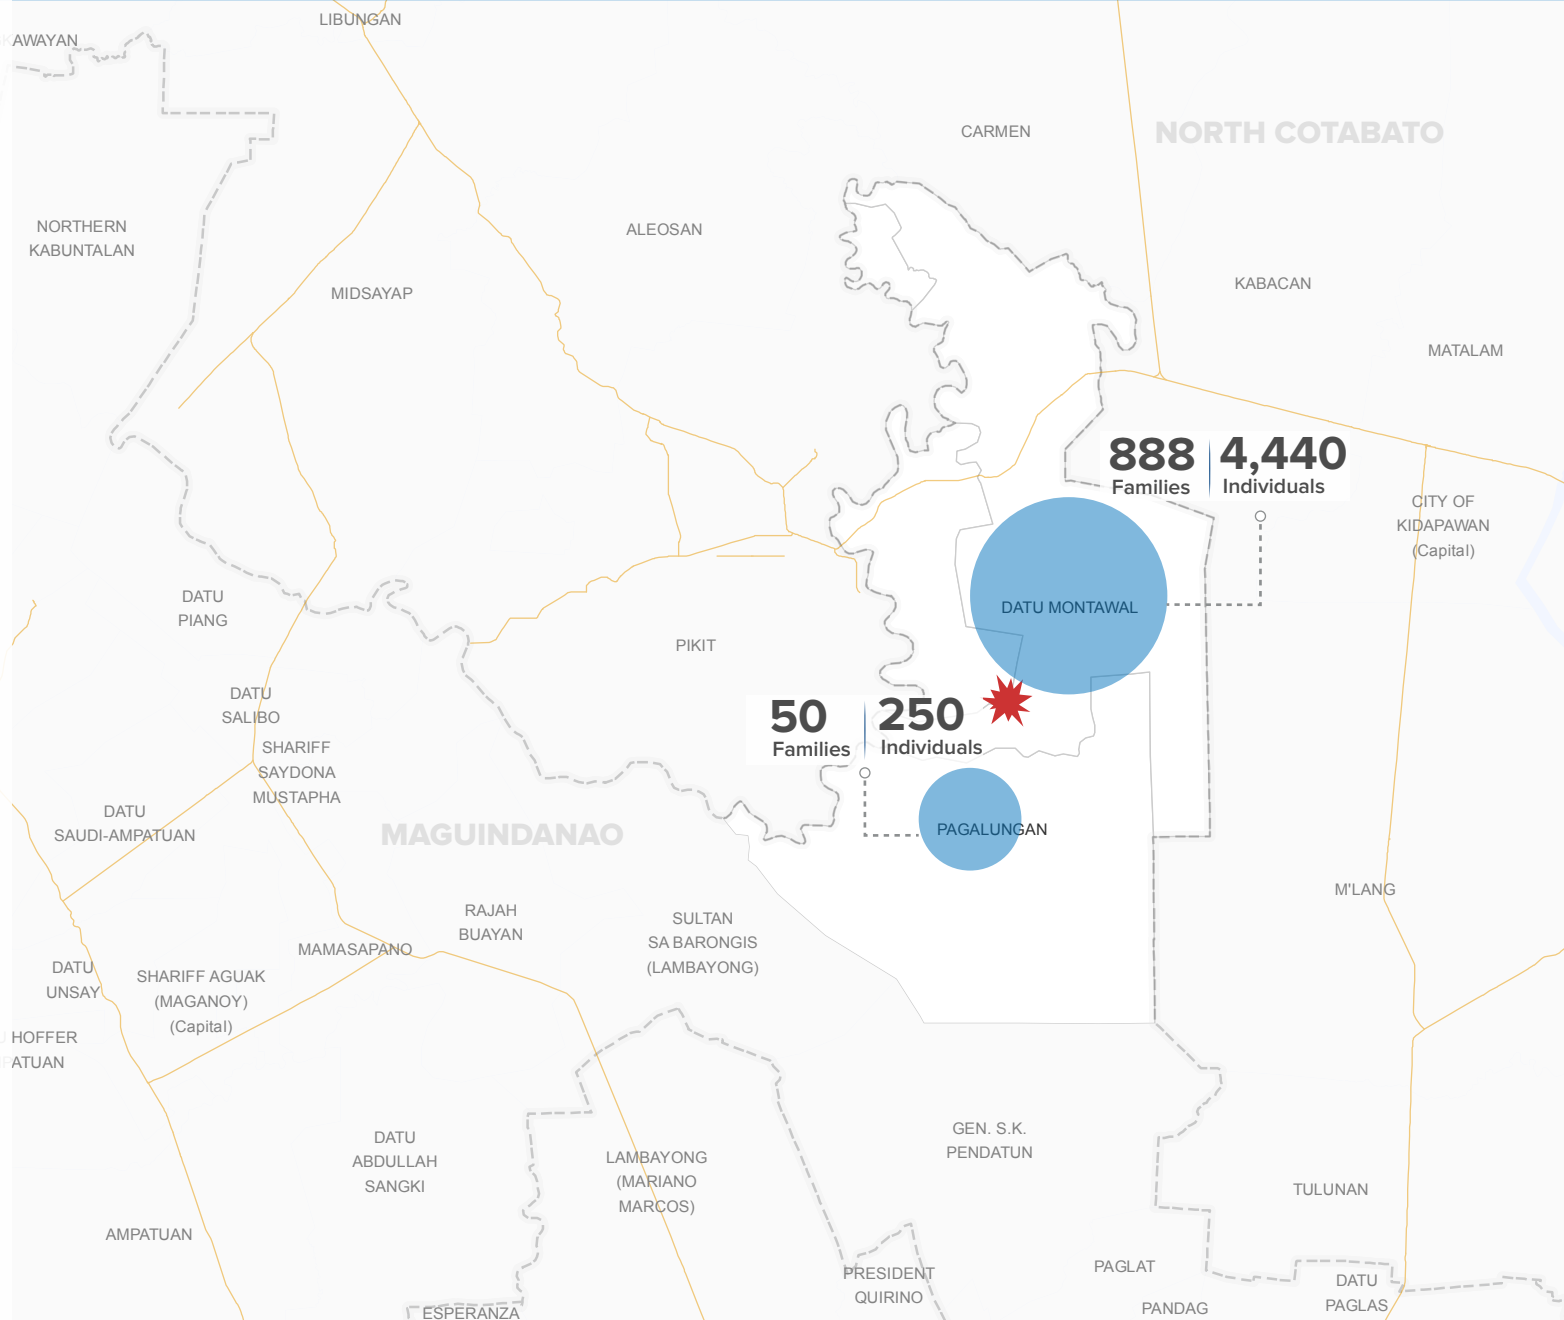 LIBUNGAN
KAWAYAN
CARMEN
NORTH COTABATO
NORTHERN
KABUNTALAN
ALEOSAN
MIDSAYAP
KABACAN
MATALAM
888 4,440
Families Individuals
CITY OF
KIDAPAWAN
(Capital)
DATU
PIANG
DATU MONTAWAL
PIKIT
DATU
SALIBO
50 250
Families Individuals
SHARIFF
SAYDONA
MUSTAPHA
DATU
SAUDI-AMPATUAN
MAGUINDANAO
PAGALUNGAN
M'LANG
RAJAH
BUAYAN
SULTAN
SA BARONGIS
(LAMBAYONG)
MAMASAPANO
DATU
UNSAY
SHARIFF AGUAK
(MAGANOY)
(Capital)
U HOFFER
PATUAN
DATU
ABDULLAH
SANGKI
GEN. S.K.
PENDATUN
LAMBAYONG
(MARIANO
MARCOS)
TULUNAN
AMPATUAN
PRESIDENT
QUIRINO
PAGLAT
DATU
PAGLAS
PANDAG
ESPERANZA